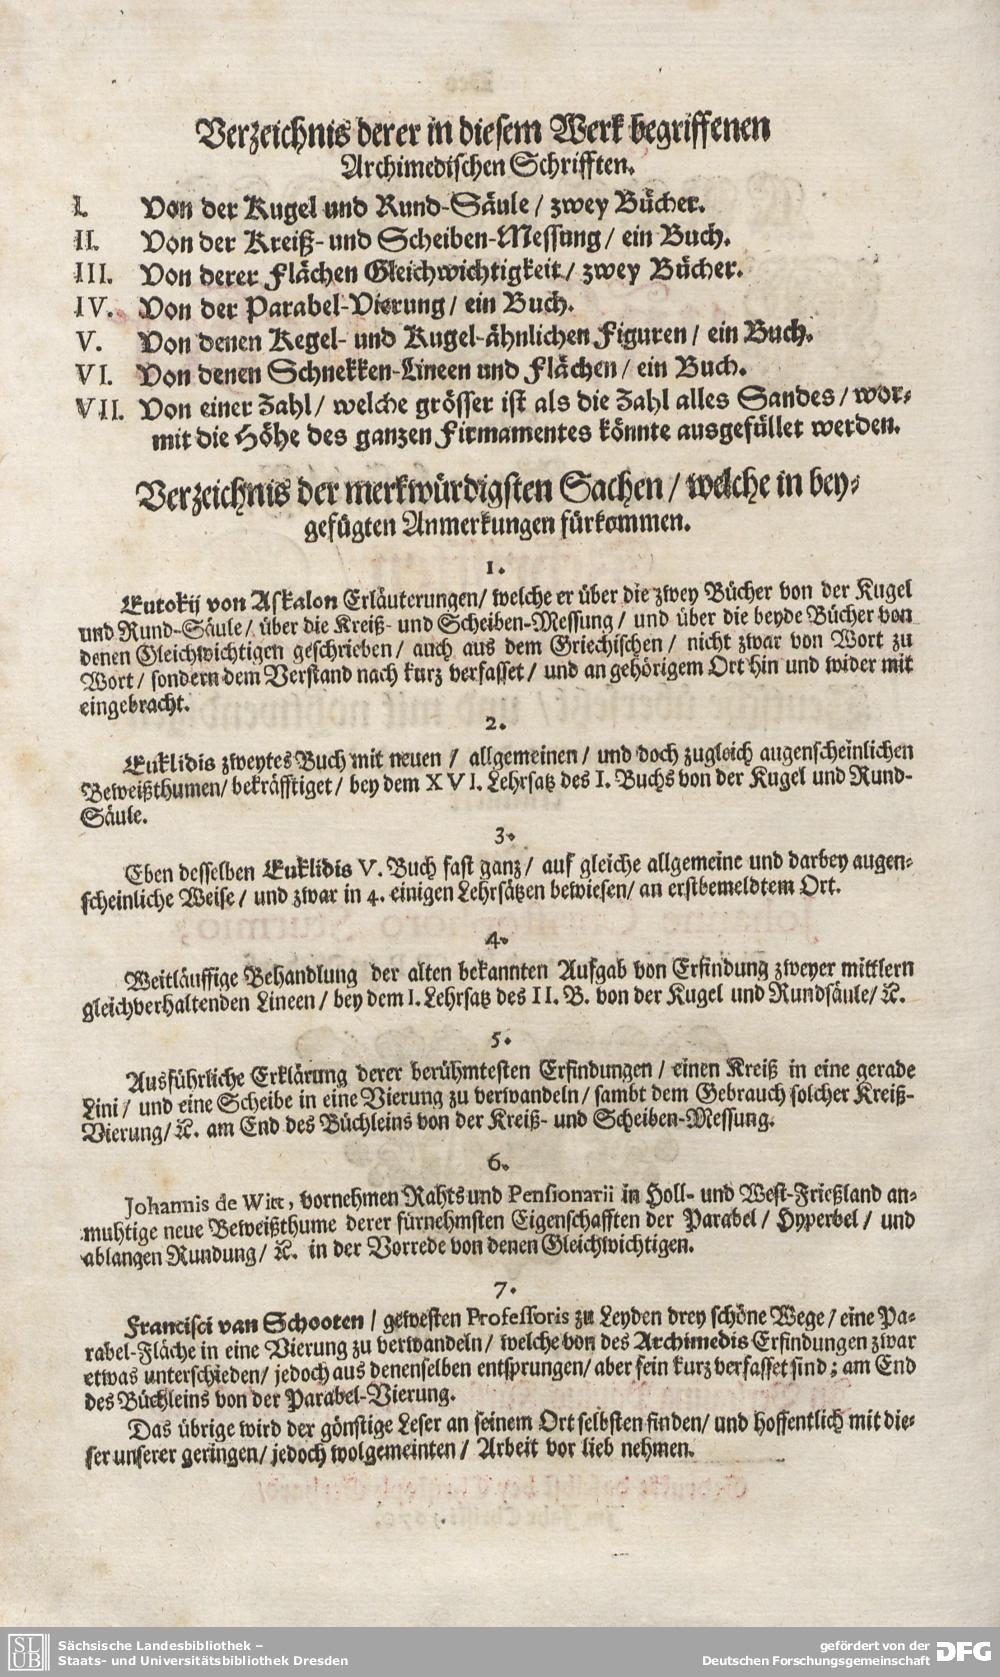 Verzeichnis derer in diesem Werk begriffenen
Archimedischen Schrifften.
I. Von der Kugel und Rund-Säule / zwey Bücher.
II. Von der Kreiß- und Scheiben-Messung / ein Buch.
III. Von derer Flächen Gleichwichtigkeit / zwey Bücher.
IV. Von der Parabel-Vierung / ein Buch.
V. Von denen Kegel- und Kugel-ähnlichen Figuren / ein Buch.
VI. Von denen Schnekken-Lineen und Flächen / ein Buch.
VII. Von einer Zahl / welche grösser ist als die Zahl alles Sandes / wor-
mit die Höhe des ganzen Firmamentes könnte ausgefüllet werden.
Verzeichnis der merkwürdigsten Sachen / welche in bey-
gefügten Anmerkungen fürkommen.
1.
Eutokij von Askalon Erläuterungen / welche er über die zwey Bücher von der Kugel
und Rund-Säule / über die Kreiß- und Scheiben-Messung / und über die beyde Bücher von
denen Gleichwichtigen geschrieben / auch aus dem Griechischen / nicht zwar von Wort zu
Wort / sondern dem Verstand nach kurz verfasset / und an gehörigem Ort hin und wider mit
eingebracht.
2.
Euklidis zweytes Buch mit neuen / allgemeinen / und doch zugleich augenscheinlichen
Beweißthumen / bekräfftiget / bey dem XVI. Lehrsatz des I. Buchs von der Kugel und Rund-
Säule.
3.
Eben desselben Euklidis V. Buch fast ganz / auf gleiche allgemeine und darbey augen-
scheinliche Weise / und zwar in 4. einigen Lehrsätzen bewiesen / an erstbemeldtem Ort.
4.
Weitläuffige Behandlung der alten bekannten Aufgab von Erfindung zweyer mittlern
gleichverhaltenden Lineen / bey dem I. Lehrsatz des II. B. von der Kugel und Rundsäule / ꝛc.
5.
Ausführliche Erklärung derer berühmtesten Erfindungen / einen Kreiß in eine gerade
Lini / und eine Scheibe in eine Vierung zu verwandeln / sambt dem Gebrauch solcher Kreiß-
Vierung / ꝛc. am End des Büchleins von der Kreiß- und Scheiben-Messung.
6.
Johannis de Witt, vornehmen Rahts und Pensionarii in Holl- und West-Frießland an-
muhtige neue Beweißthume derer fürnehmsten Eigenschafften der Parabel / Hyperbel / und
ablangen Rundung / ꝛc. in der Vorrede von denen Gleichwichtigen.
7.
Francisci van Schooten / gewesten Professoris zu Leyden drey schöne Wege / eine Pa-
rabel-Fläche in eine Vierung zu verwandeln / welche von des Archimedis Erfindungen zwar
etwas unterschieden / jedoch aus denenselben entsprungen / aber fein kurz verfasset sind ; am End
des Büchleins von der Parabel-Vierung.
Das übrige wird der gönstige Leser an seinem Ort selbsten finden / und hoffentlich mit die-
ser unserer geringen / jedoch wolgemeinten / Arbeit vor lieb nehmen.
SLUB
Sächsische Landesbibliothek –
Staats- und Universitätsbibliothek Dresden
gefördert von der
Deutschen Forschungsgemeinschaft
DFG